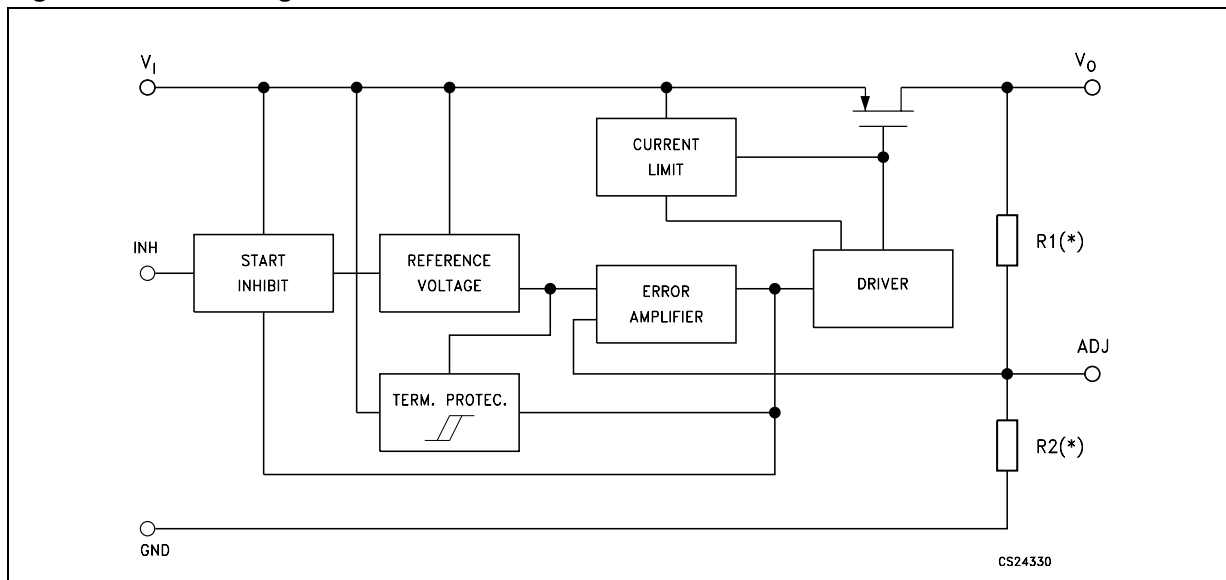 V_I
V_O
CURRENT
LIMIT
INH
START
INHIBIT
REFERENCE
VOLTAGE
ERROR
AMPLIFIER
DRIVER
R1(*)
ADJ
TERM. PROTEC.
R2(*)
GND
CS24330